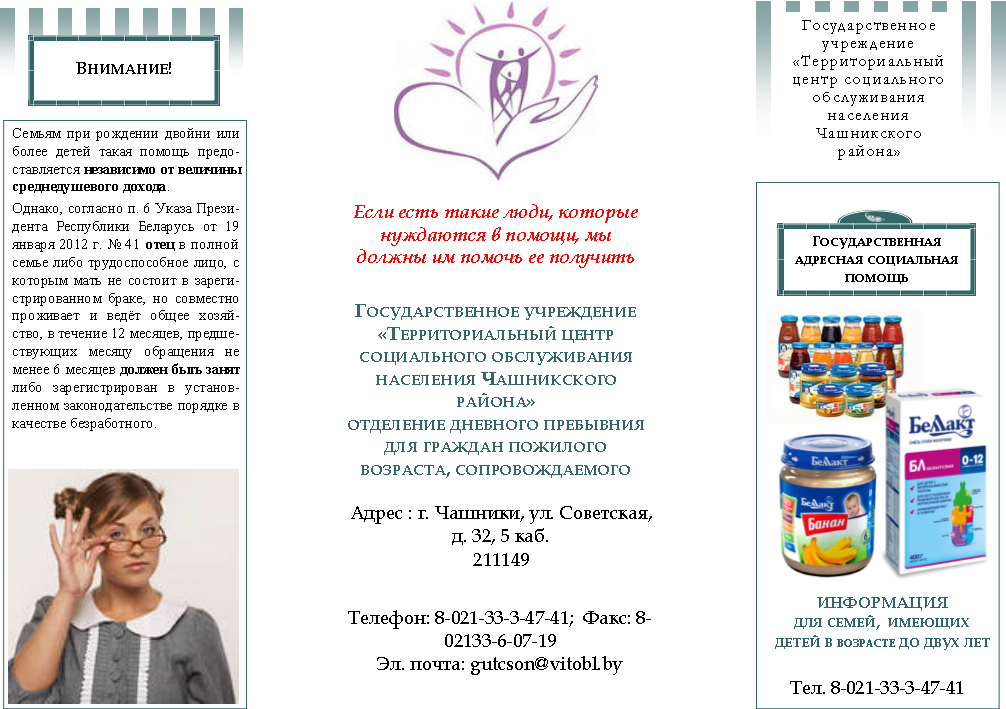 ВНИМАНИЕ!
Семьям при рождении двойни или
более детей такая помощь предо-
ставляется независимо от величины
среднедушевого дохода.
Однако, согласно п. 6 Указа Прези-
дента Республики Беларусь от 19
января 2012 г. № 41 отец в полной
семье либо трудоспособное лицо, с
которым мать не состоит в зареги-
стрированном браке, но совместно
проживает и ведёт общее хозяй-
ство, в течение 12 месяцев, предше-
ствующих месяцу обращения не
менее 6 месяцев должен быть занят
либо зарегистрирован в установ-
ленном законодательстве порядке в
качестве безработного.
Если есть такие люди, которые
нуждаются в помощи, мы
должны им помочь ее получить
ГОСУДАРСТВЕННОЕ УЧРЕЖДЕНИЕ
«ТЕРРИТОРИАЛЬНЫЙ ЦЕНТР
СОЦИАЛЬНОГО ОБСЛУЖИВАНИЯ
НАСЕЛЕНИЯ ЧАШНИКСКОГО
РАЙОНА»
ОТДЕЛЕНИЕ ДНЕВНОГО ПРЕБЫВНИЯ
ДЛЯ ГРАЖДАН ПОЖИЛОГО
ВОЗРАСТА, СОПРОВОЖДАЕМОГО
Адрес : г. Чашники, ул. Советская,
д. 32, 5 каб.
211149
Телефон: 8-021-33-3-47-41; Факс: 8-
02133-6-07-19
Эл. почта: gutcson@vitobl.by
Государственное
учреждение
«Территориальный
центр социального
обслуживания
населения
Чашникского
района»
ГОСУДАРСТВЕННАЯ
АДРЕСНАЯ СОЦИАЛЬНАЯ
ПОМОЩЬ
Беллакт
БЛ
0-12
400г
Беллакт
Беллакт
Банан
ИНФОРМАЦИЯ
ДЛЯ СЕМЕЙ, ИМЕЮЩИХ
ДЕТЕЙ В ВОЗРАСТЕ ДО ДВУХ ЛЕТ
Тел. 8-021-33-3-47-41